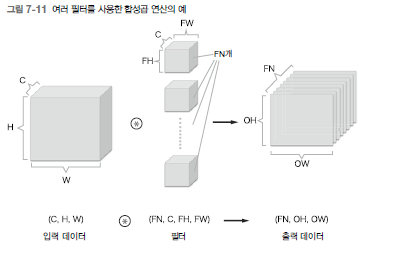 그림 7-11 여러 필터를 사용한 합성곱 연산의 예
FW
C
FH
FN개
C
H
W
FN
OH
OW
(C, H, W)
(FN, C, FH, FW)
(FN, OH, OW)
입력 데이터
필터
출력 데이터